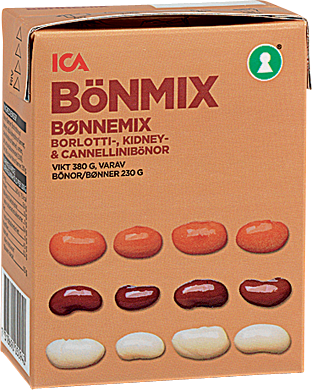 ICA
BÖNMIX
BØNNEMIX
BORLOTTI-, KIDNEY-
& CANNELLINIBÖNOR
VIKT 380 G, VARAV
BÖNOR/BØNNER 230 G